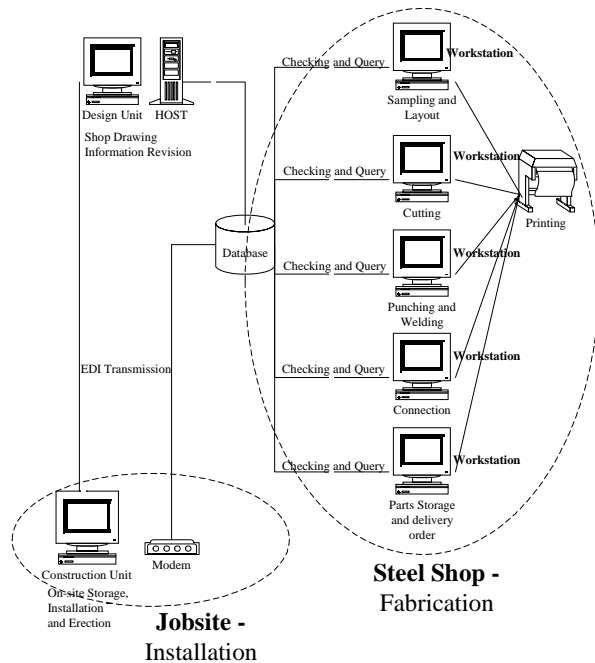 Checking and Query
Workstation
Design Unit
HOST
Sampling and
Layout
Shop Drawing
Information Revision
Checking and Query
Workstation
Cutting
Printing
Database
Checking and Query
Workstation
Punching and
Welding
EDI Transmission
Checking and Query
Workstation
Connection
Checking and Query
Workstation
Parts Storage
and delivery
order
Construction Unit
Modem
On-site Storage,
Installation
and Erection
Steel Shop -
Fabrication
Jobsite -
Installation